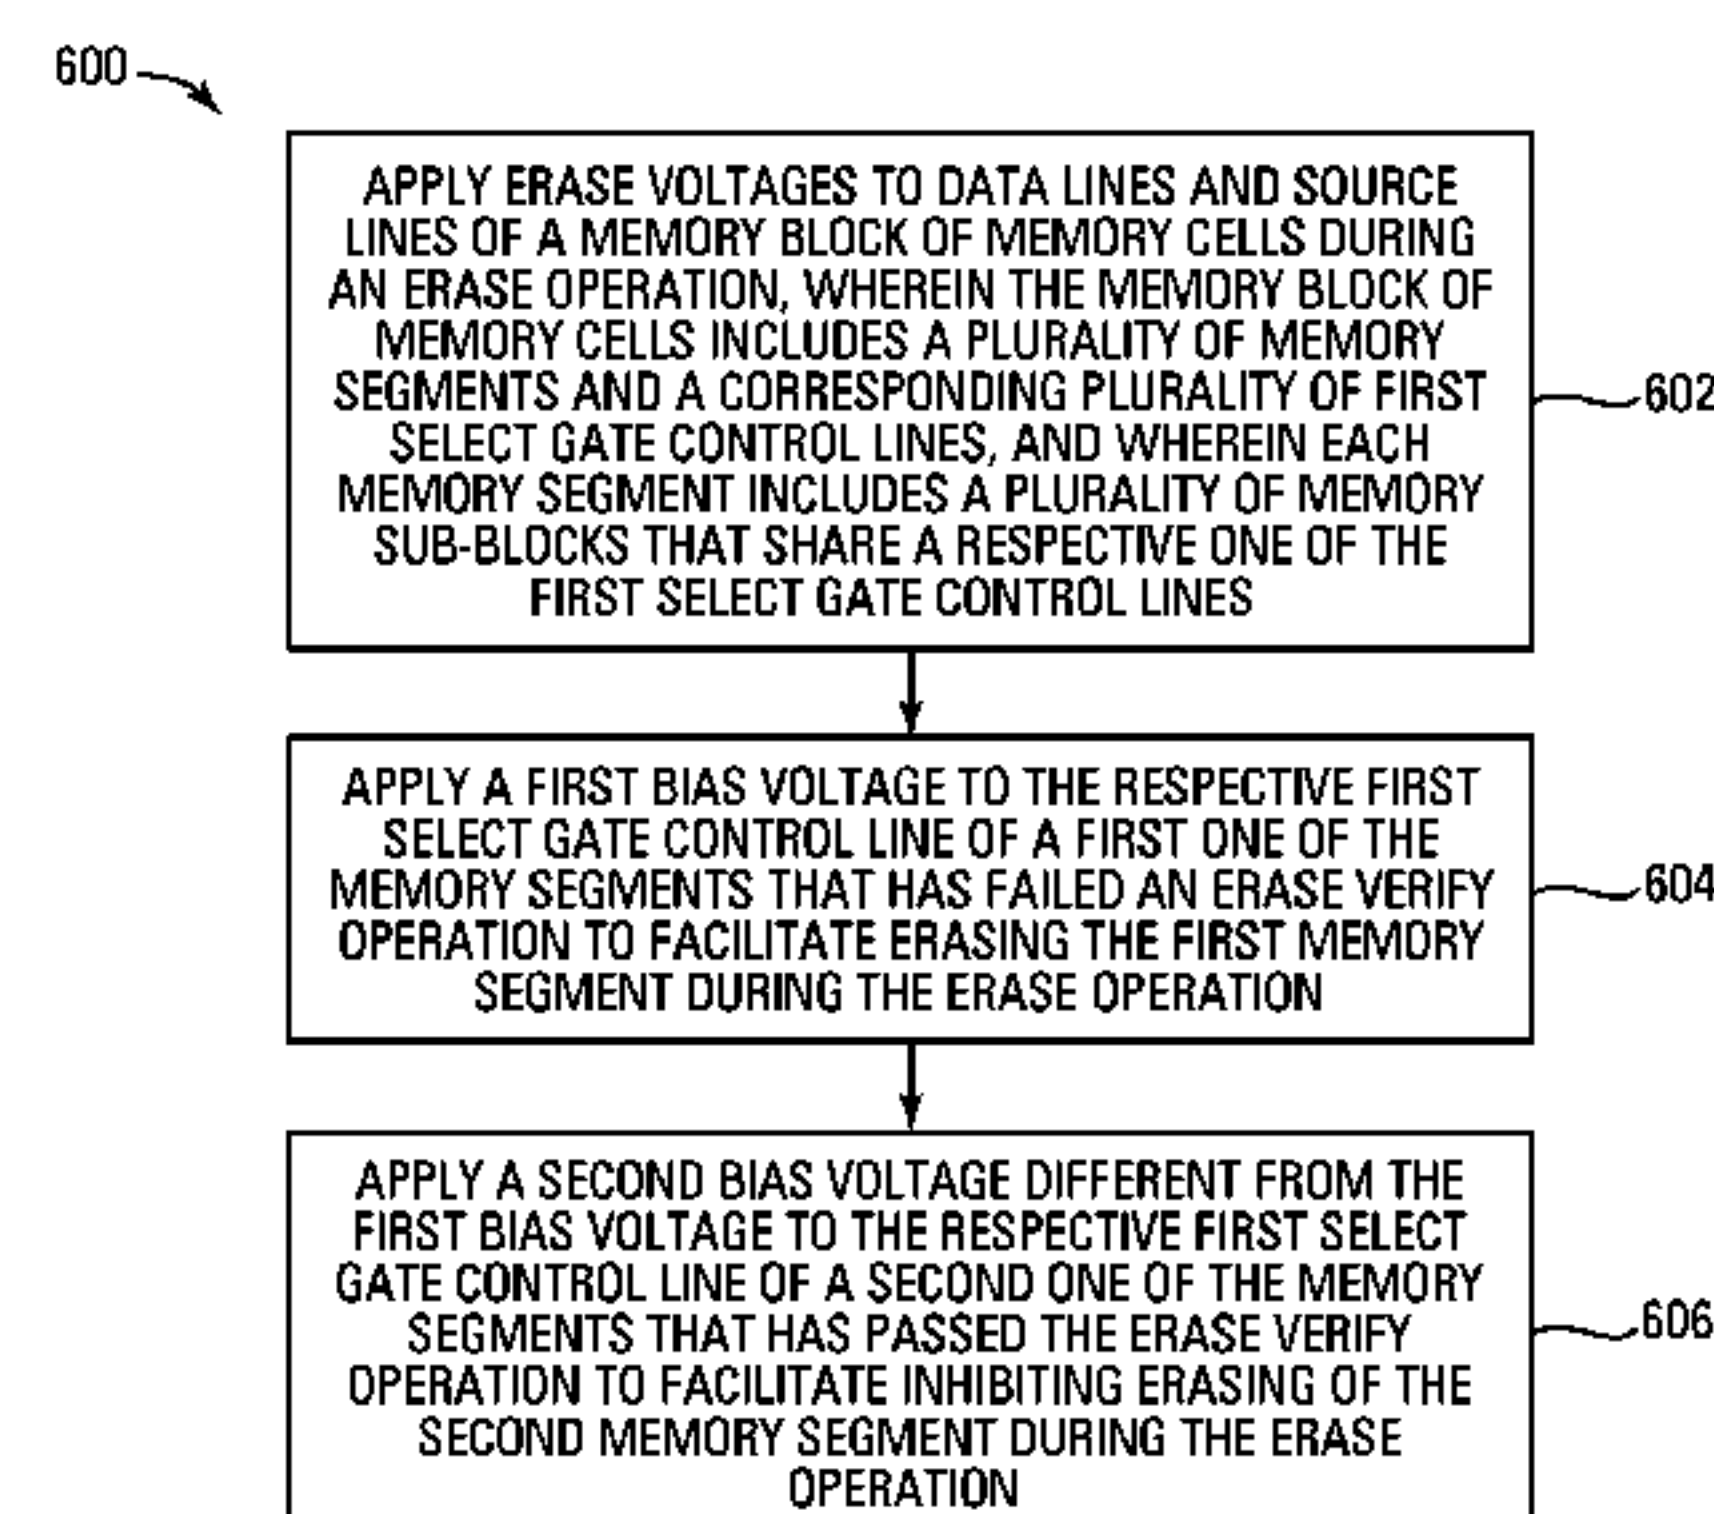 600
APPLY ERASE VOLTAGES TO DATA LINES AND SOURCE
LINES OF A MEMORY BLOCK OF MEMORY CELLS DURING
AN ERASE OPERATION, WHEREIN THE MEMORY BLOCK OF
MEMORY CELLS INCLUDES A PLURALITY OF MEMORY
SEGMENTS AND A CORRESPONDING PLURALITY OF FIRST
SELECT GATE CONTROL LINES, AND WHEREIN EACH
MEMORY SEGMENT INCLUDES A PLURALITY OF MEMORY
SUB-BLOCKS THAT SHARE A RESPECTIVE ONE OF THE
FIRST SELECT GATE CONTROL LINES
602
APPLY A FIRST BIAS VOLTAGE TO THE RESPECTIVE FIRST
SELECT GATE CONTROL LINE OF A FIRST ONE OF THE
MEMORY SEGMENTS THAT HAS FAILED AN ERASE VERIFY
OPERATION TO FACILITATE ERASING THE FIRST MEMORY
SEGMENT DURING THE ERASE OPERATION
604
APPLY A SECOND BIAS VOLTAGE DIFFERENT FROM THE
FIRST BIAS VOLTAGE TO THE RESPECTIVE FIRST SELECT
GATE CONTROL LINE OF A SECOND ONE OF THE MEMORY
SEGMENTS THAT HAS PASSED THE ERASE VERIFY
OPERATION TO FACILITATE INHIBITING ERASING OF THE
SECOND MEMORY SEGMENT DURING THE ERASE
OPERATION
606